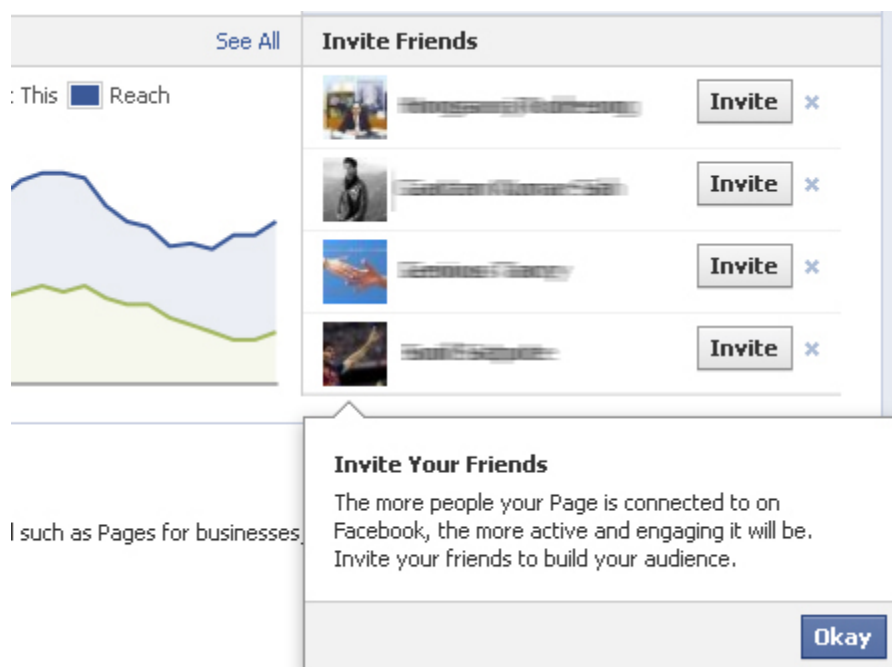 See All
Invite Friends
: This Reach
Invite
Invite
Invite
Invite
Invite Your Friends
The more people your Page is connected to on
Facebook, the more active and engaging it will be.
Invite your friends to build your audience.
such as Pages for businesses
Okay